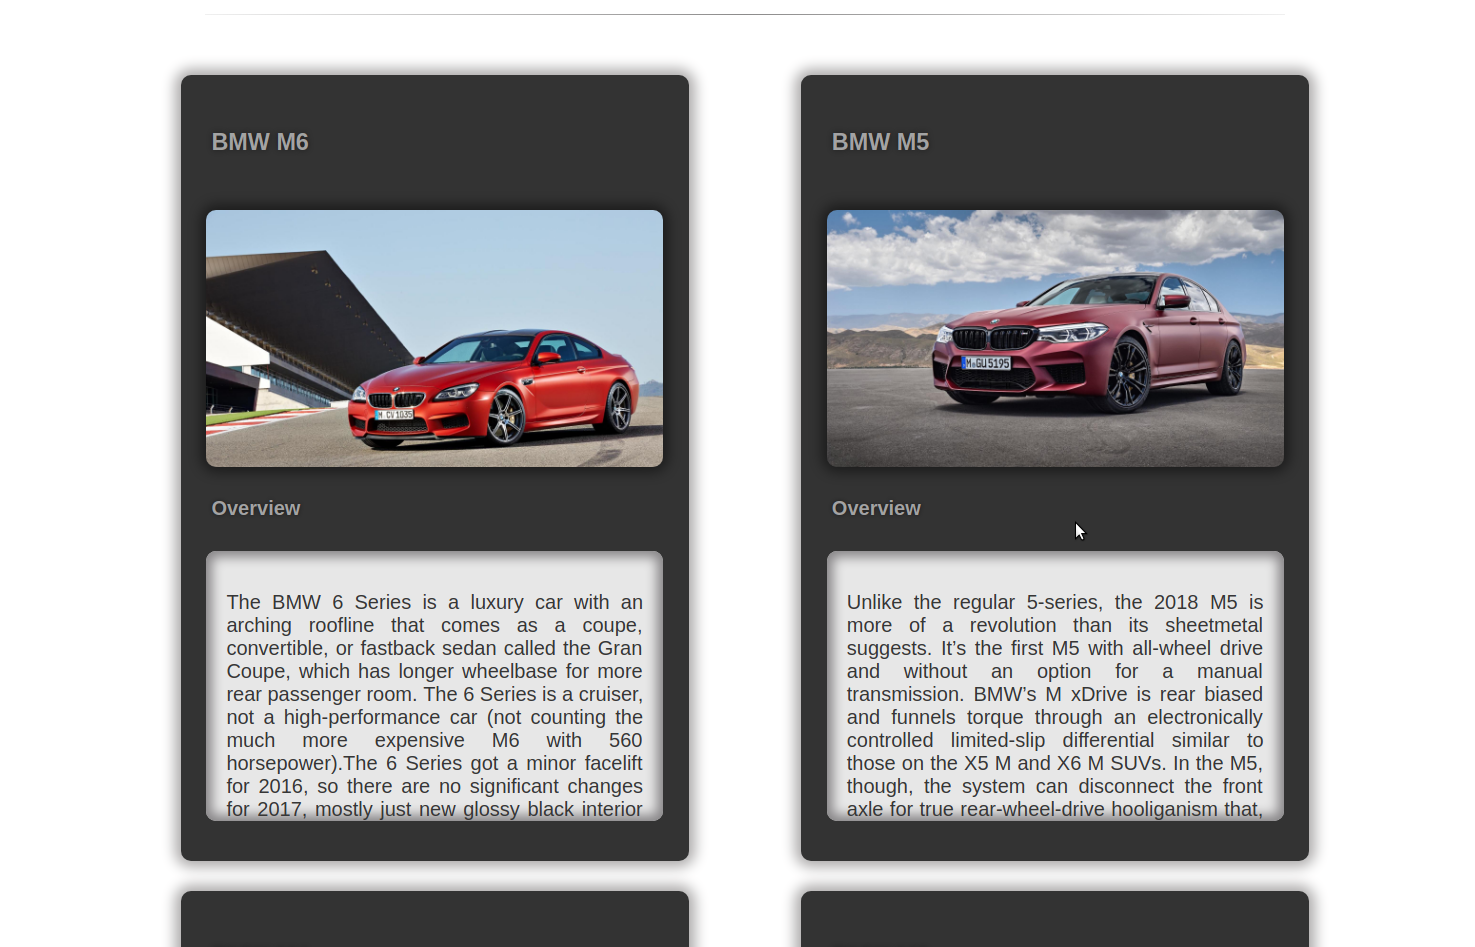 BMW M6
M CV 1035
Overview
The BMW 6 Series is a luxury car with an
arching roofline that comes as a coupe,
convertible, or fastback sedan called the Gran
Coupe, which has longer wheelbase for more
rear passenger room. The 6 Series is a cruiser,
not a high-performance car (not counting the
much more expensive M6 with 560
horsepower).The 6 Series got a minor facelift
for 2016, so there are no significant changes
for 2017, mostly just new glossy black interior
BMW M5
M GU 5195
Overview
Unlike the regular 5-series, the 2018 M5 is
more of a revolution than its sheetmetal
suggests. It’s the first M5 with all-wheel drive
and without an option for a manual
transmission. BMW’s M xDrive is rear biased
and funnels torque through an electronically
controlled limited-slip differential similar to
those on the X5 M and X6 M SUVs. In the M5,
though, the system can disconnect the front
axle for true rear-wheel-drive hooliganism that,